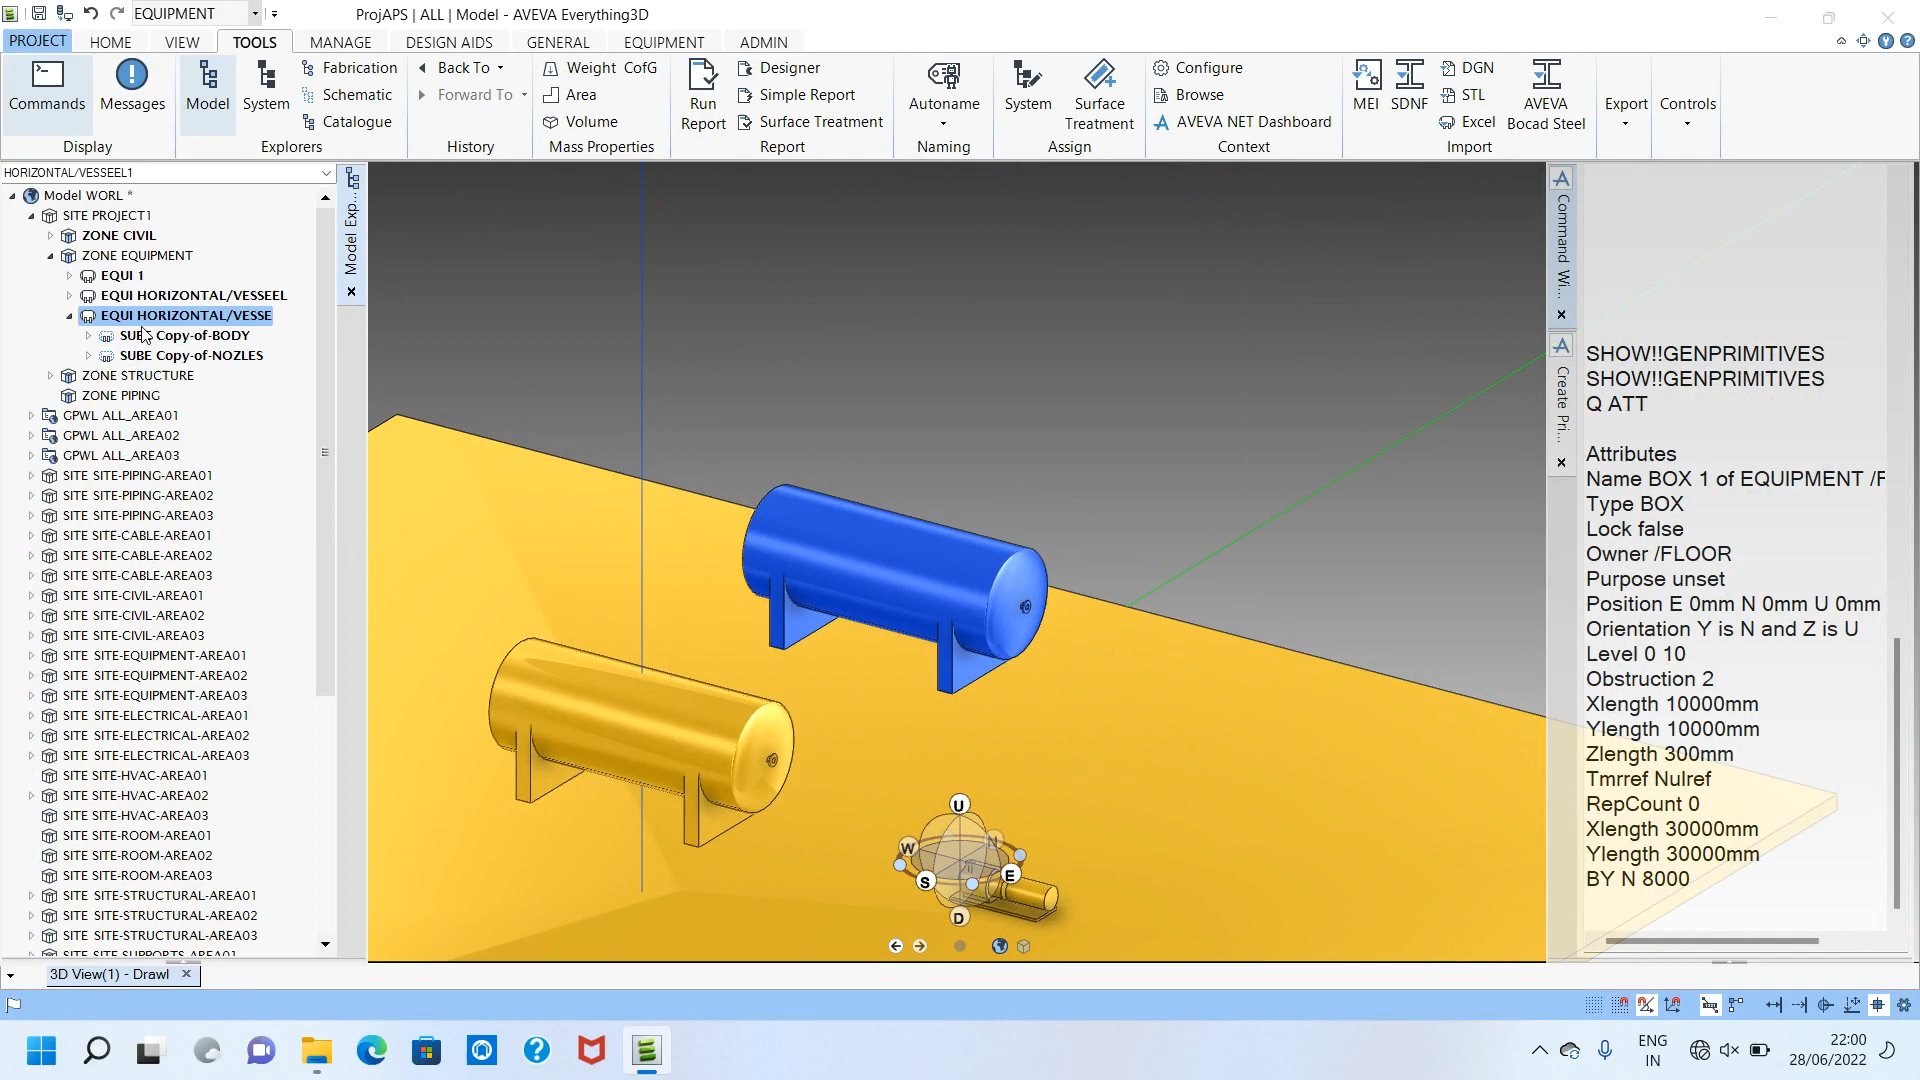 EQUIPMENT
ProjAPS | ALL | Model - AVEVA Everything3D
PROJECT HOME VIEW TOOLS MANAGE DESIGN AIDS GENERAL EQUIPMENT ADMIN
Commands
Messages
Display
Model
System
Fabrication
Schematic
Catalogue
Explorers
Back To
Forward To
History
Weight CofG
Area
Volume
Mass Properties
Run Report
Designer
Simple Report
Surface Treatment
Report
Autoname
Naming
System
Surface Treatment
Assign
Configure
Browse
AVEVA NET Dashboard
Context
MEI
SDNF
DGN
STL
Excel
AVEVA Bocad Steel
Import
Export
Controls
HORIZONTAL/VESSEEL1
Model WORL *
SITE PROJECT1
ZONE CIVIL
ZONE EQUIPMENT
EQUI 1
EQUI HORIZONTAL/VESSEEL
EQUI HORIZONTAL/VESSE
SUBE Copy-of-BODY
SUBE Copy-of-NOZLES
ZONE STRUCTURE
ZONE PIPING
GPWL ALL_AREA01
GPWL ALL_AREA02
GPWL ALL_AREA03
SITE SITE-PIPING-AREA01
SITE SITE-PIPING-AREA02
SITE SITE-PIPING-AREA03
SITE SITE-CABLE-AREA01
SITE SITE-CABLE-AREA02
SITE SITE-CABLE-AREA03
SITE SITE-CIVIL-AREA01
SITE SITE-CIVIL-AREA02
SITE SITE-CIVIL-AREA03
SITE SITE-EQUIPMENT-AREA01
SITE SITE-EQUIPMENT-AREA02
SITE SITE-EQUIPMENT-AREA03
SITE SITE-ELECTRICAL-AREA01
SITE SITE-ELECTRICAL-AREA02
SITE SITE-ELECTRICAL-AREA03
SITE SITE-HVAC-AREA01
SITE SITE-HVAC-AREA02
SITE SITE-HVAC-AREA03
SITE SITE-ROOM-AREA01
SITE SITE-ROOM-AREA02
SITE SITE-ROOM-AREA03
SITE SITE-STRUCTURAL-AREA01
SITE SITE-STRUCTURAL-AREA02
SITE SITE-STRUCTURAL-AREA03
SITE SITE-SUPPORTS-AREA01
Model Exp...
U
W
N
S
E
D
Command Wi...
Create Pri...
SHOW!!GENPRIMITIVES
SHOW!!GENPRIMITIVES
Q ATT
Attributes
Name BOX 1 of EQUIPMENT /F
Type BOX
Lock false
Owner /FLOOR
Purpose unset
Position E 0mm N 0mm U 0mm
Orientation Y is N and Z is U
Level 0 10
Obstruction 2
Xlength 10000mm
Ylength 10000mm
Zlength 300mm
Tmrref Nulref
RepCount 0
Xlength 30000mm
Ylength 30000mm
BY N 8000
3D View(1) - Drawl
ENG
IN
22:00
28/06/2022